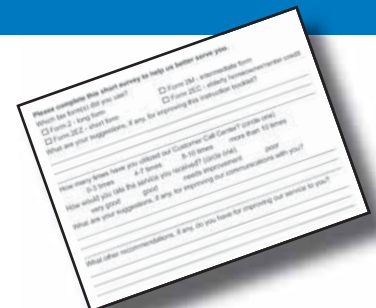 Please complete this short survey to help us better serve you.
Which tax form(s) did you use?
☐ Form 2 - long form ☐ Form 2M - intermediate form
☐ Form 2EZ - short form ☐ Form 2EC - elderly homeowner/renter credit
What are your suggestions, if any, for improving this instruction booklet?
How many times have you utilized our Customer Call Center? (circle one)
0-3 times 4-7 times 8-10 times more than 10 times
How would you rate the service you received? (circle one)
very good good needs improvement poor
What are your suggestions, if any, for improving our communications with you?
What other recommendations, if any, do you have for improving our service to you?